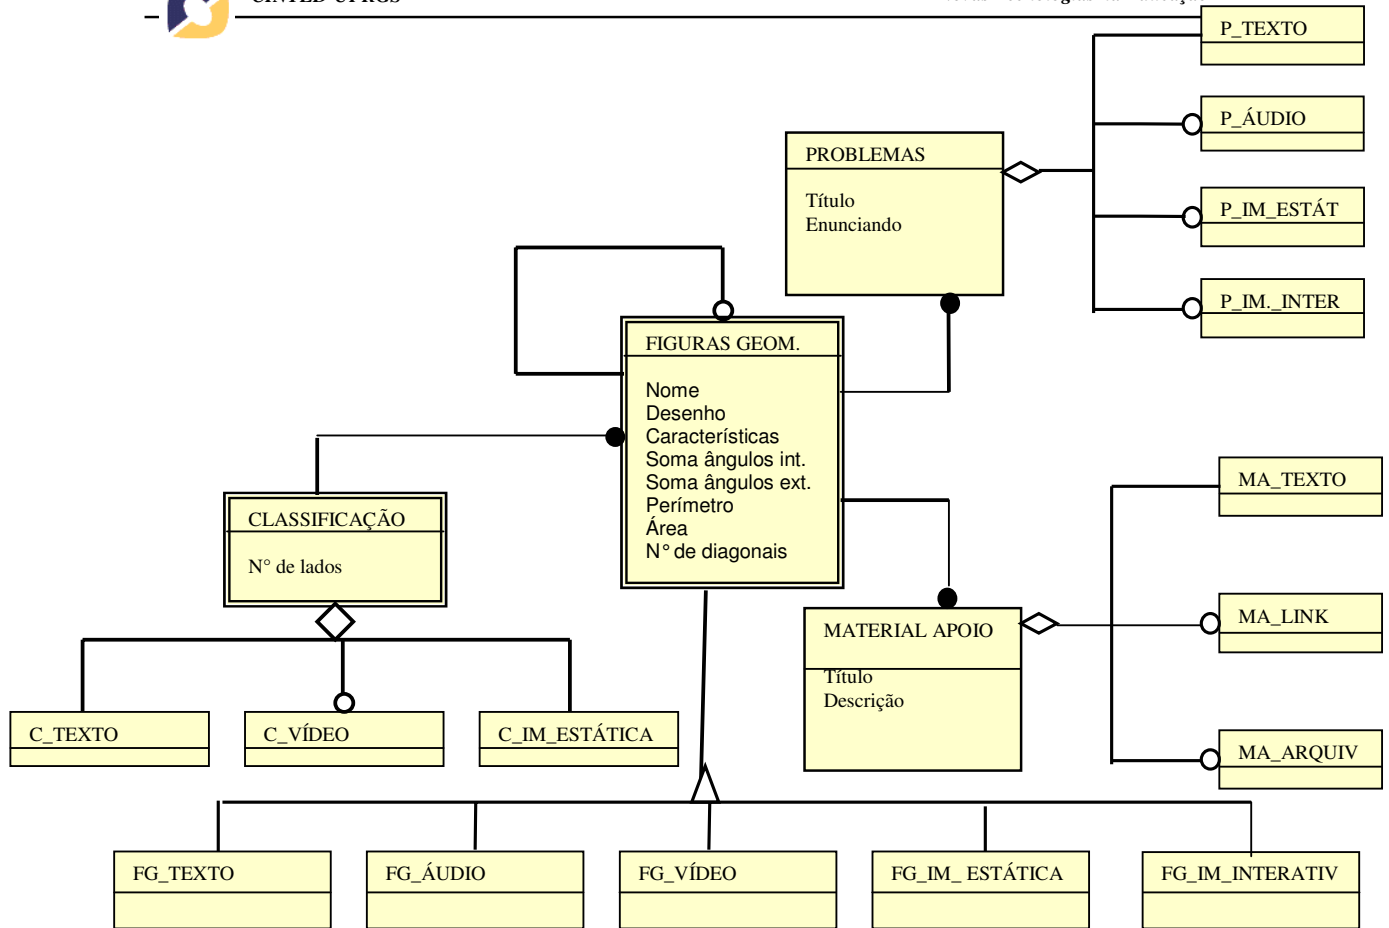 P_TEXTO
P_ÁUDIO
PROBLEMAS
Título
Enunciando
P_IM_ESTÁT
P_IM._INTER
FIGURAS GEOM.
Nome
Desenho
Características
Soma ângulos int.
Soma ângulos ext.
Perímetro
Área
N° de diagonais
CLASSIFICAÇÃO
N° de lados
MA_TEXTO
MA_LINK
MATERIAL APOIO
Título
Descrição
MA_ARQUIV
C_TEXTO
C_VÍDEO
C_IM_ESTÁTICA
FG_TEXTO
FG_ÁUDIO
FG_VÍDEO
FG_IM_ ESTÁTICA
FG_IM_INTERATIV